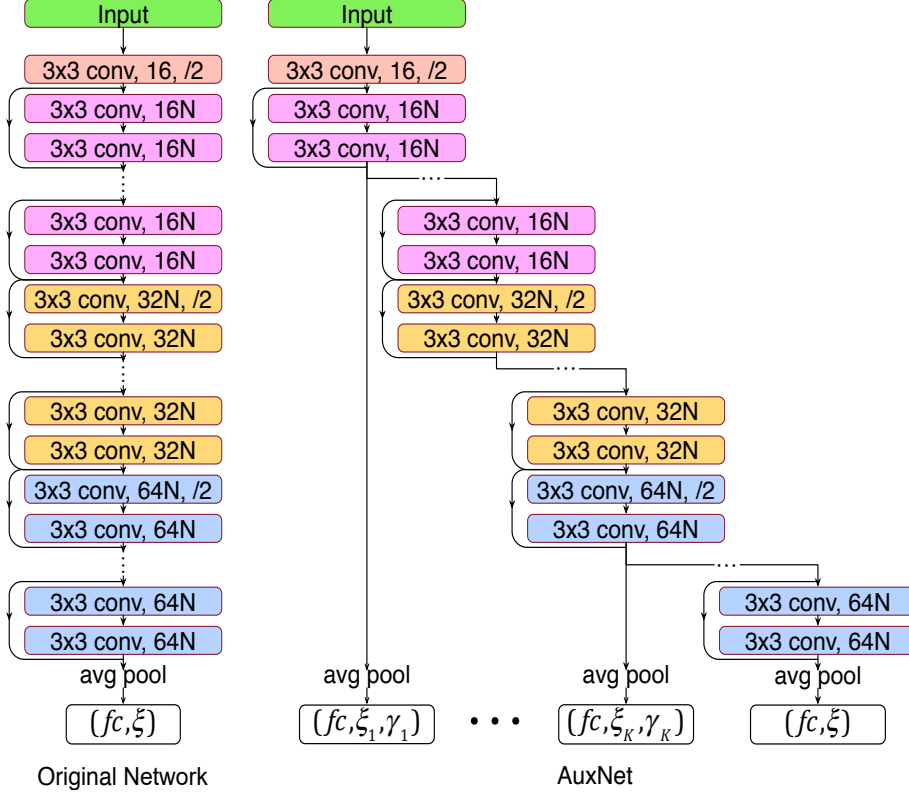 Input
3x3 conv, 16, /2
3x3 conv, 16N
3x3 conv, 16N
3x3 conv, 16N
3x3 conv, 16N
3x3 conv, 32N, /2
3x3 conv, 32N
3x3 conv, 32N
3x3 conv, 32N
3x3 conv, 64N, /2
3x3 conv, 64N
3x3 conv, 64N
3x3 conv, 64N
avg pool
(fc,ξ)
Original Network
Input
3x3 conv, 16, /2
3x3 conv, 16N
3x3 conv, 16N
...
3x3 conv, 16N
3x3 conv, 16N
3x3 conv, 32N, /2
3x3 conv, 32N
...
3x3 conv, 32N
3x3 conv, 32N
3x3 conv, 64N, /2
3x3 conv, 64N
...
3x3 conv, 64N
3x3 conv, 64N
avg pool
avg pool
avg pool
(fc,ξ₁,γ₁)
• • •
(fc,ξ_K,γ_K)
(fc,ξ)
AuxNet